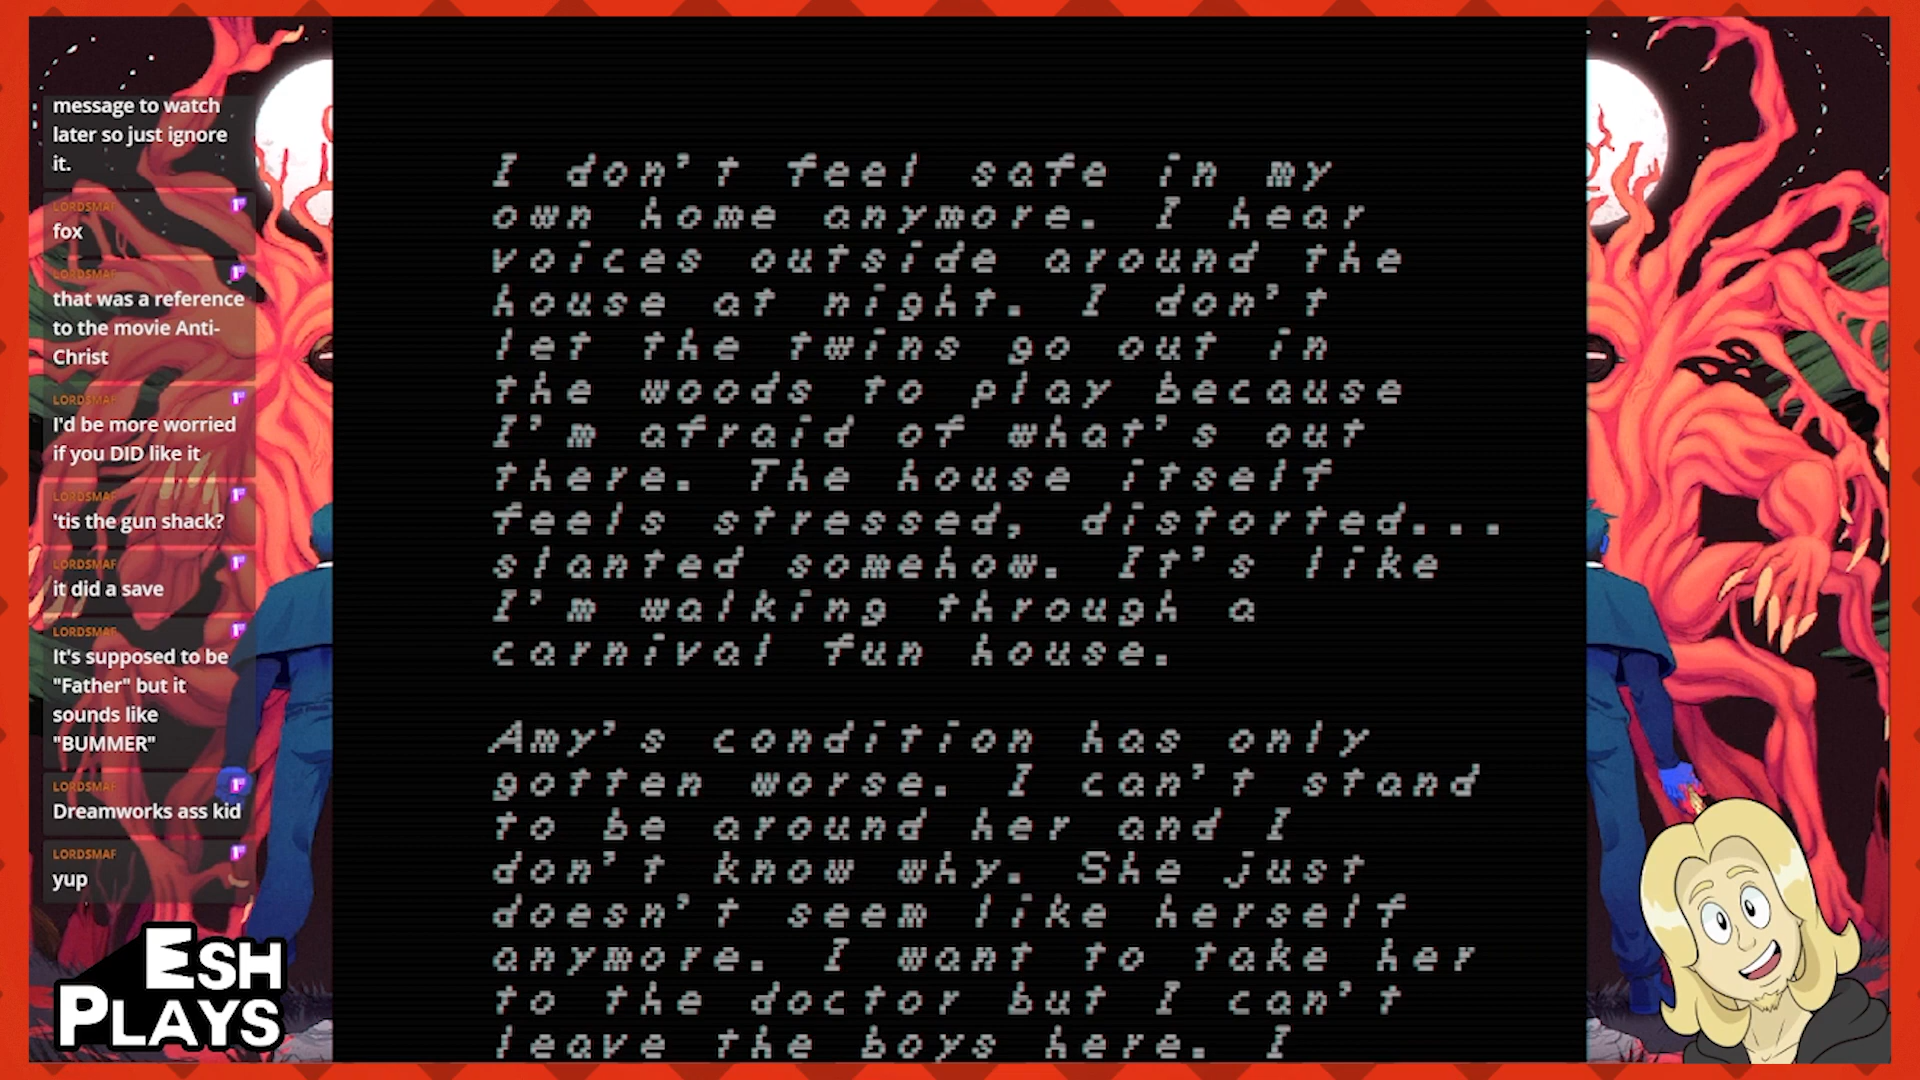 message to watch
later so just ignore
it.
LORDSMAF
fox
LORDSMAF
that was a reference
to the movie Anti-
Christ
LORDSMAF
I'd be more worried
if you DID like it
LORDSMAF
'tis the gun shack?
LORDSMAF
it did a save
LORDSMAF
It's supposed to be
"Father" but it
sounds like
"BUMMER"
LORDSMAF
Dreamworks ass kid
LORDSMAF
yup
ESH
PLAYS
I don't feel safe in my
own home anymore. I hear
voices outside around the
house at night. I don't
let the twins go out in
the woods to play because
I'm afraid of what's out
there. The house itself
feels stressed, distorted...
slanted somehow. It's like
I'm walking through a
carnival fun house.
Amy's condition has only
gotten worse. I can't stand
to be around her and I
don't know why. She just
doesn't seem like herself
anymore. I want to take her
to the doctor but I can't
leave the boys here. I